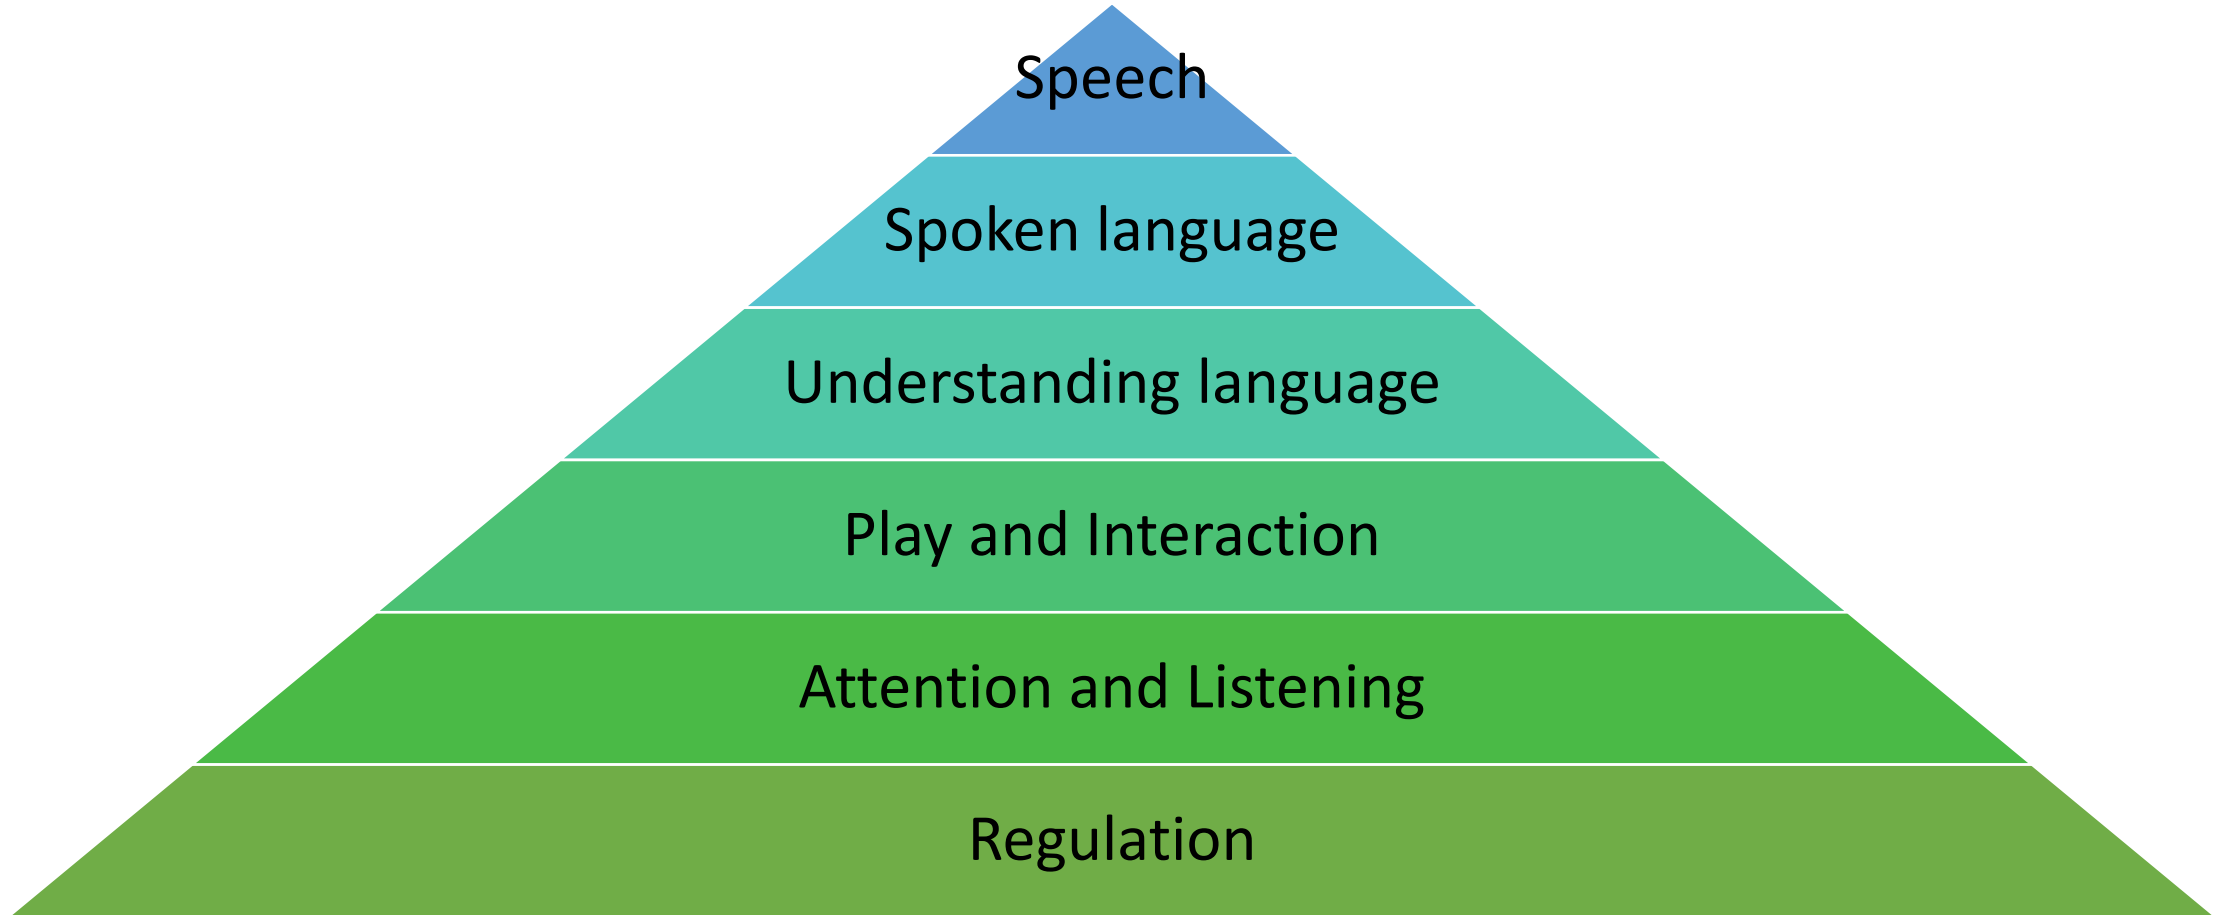 Speech
Spoken language
Understanding language
Play and Interaction
Attention and Listening
Regulation